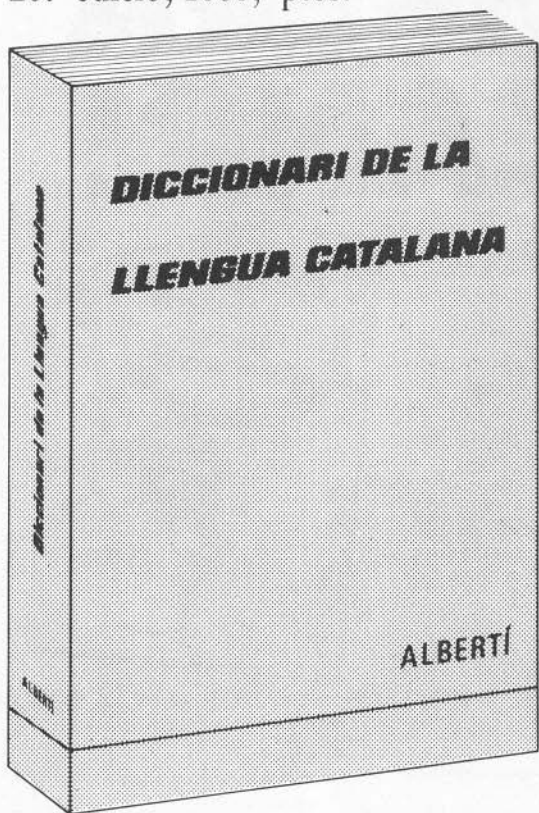 DICCIONARI DE LA
LLENGUA CATALANA
ALBERTÍ
Diccionari de la Llengua Catalana
ALBERTÍ